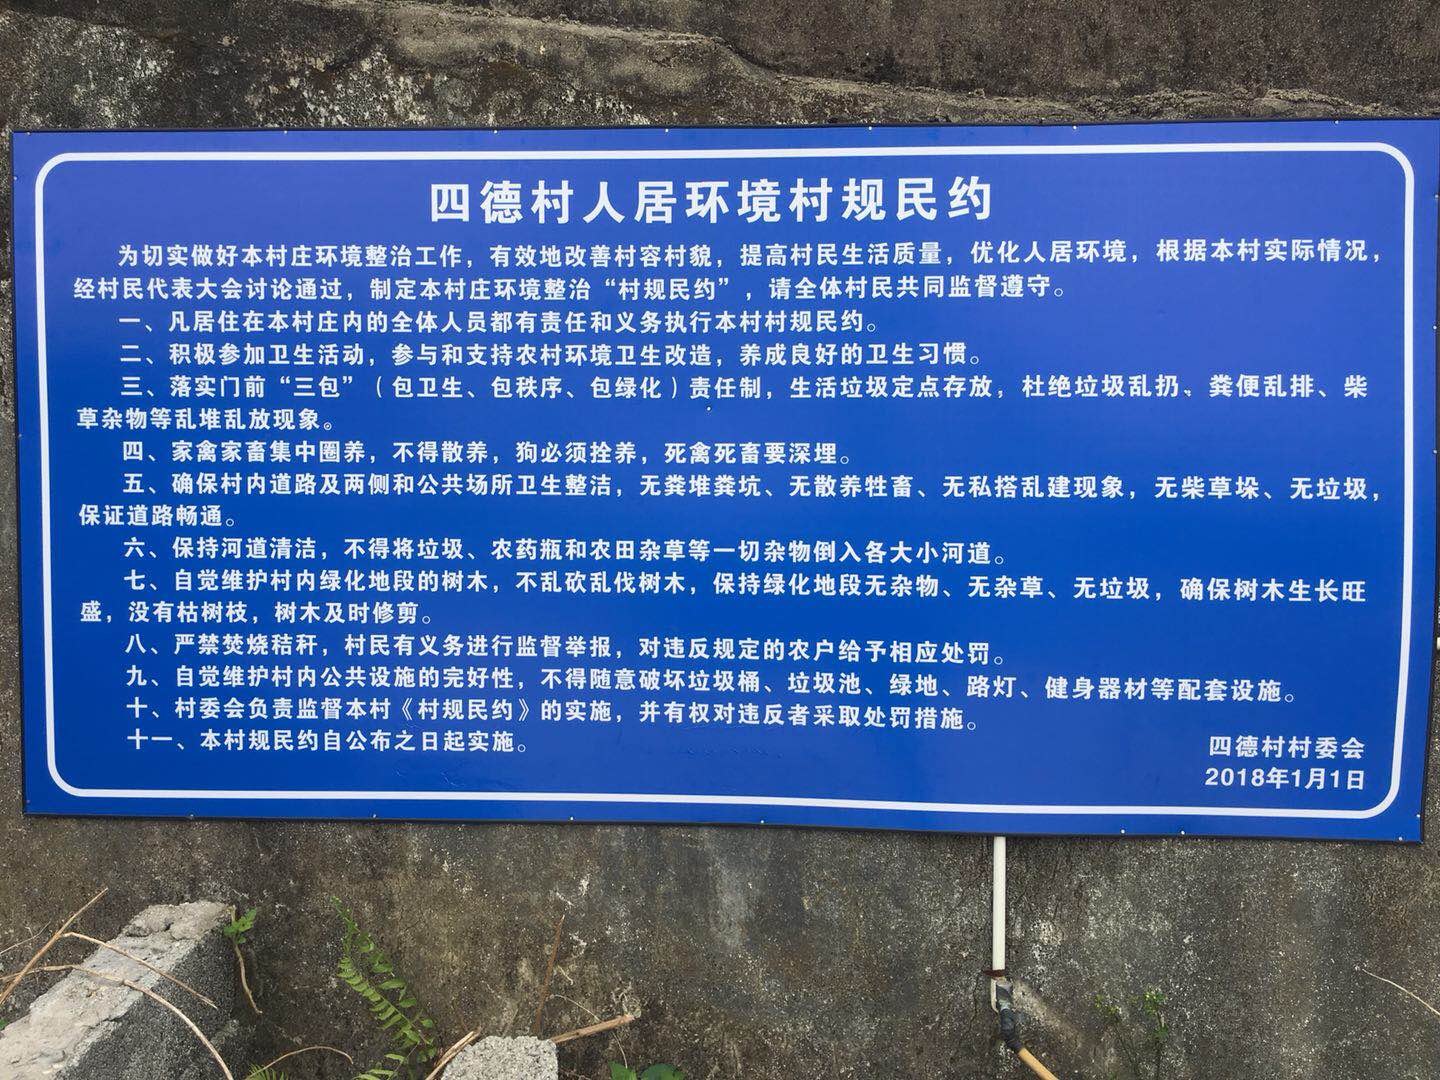 四德村人居环境村规民约
为切实做好本村庄环境整治工作，有效地改善村容村貌，提高村民生活质量，优化人居环境，根据本村实际情况，
经村民代表大会讨论通过，制定本村庄环境整治“村规民约”，请全体村民共同监督遵守。
一、凡居住在本村庄内的全体人员都有责任和义务执行本村村规民约。
二、积极参加卫生活动，参与和支持农村环境卫生改造，养成良好的卫生习惯。
三、落实门前“三包”（包卫生、包秩序、包绿化）责任制，生活垃圾定点存放，杜绝垃圾乱扔、粪便乱排、柴
草杂物等乱堆乱放现象。
四、家禽家畜集中圈养，不得散养，狗必须拴养，死禽死畜要深埋。
五、确保村内道路及两侧和公共场所卫生整洁，无粪堆粪坑、无散养牲畜、无私搭乱建现象，无柴草垛、无垃圾，
保证道路畅通。
六、保持河道清洁，不得将垃圾、农药瓶和农田杂草等一切杂物倒入各大小河道。
七、自觉维护村内绿化地段的树木，不乱砍乱伐树木，保持绿化地段无杂物、无杂草、无垃圾，确保树木生长旺
盛，没有枯树枝，树木及时修剪。
八、严禁焚烧秸秆，村民有义务进行监督举报，对违反规定的农户给予相应处罚。
九、自觉维护村内公共设施的完好性，不得随意破坏垃圾桶、垃圾池、绿地、路灯、健身器材等配套设施。
十、村委会负责监督本村《村规民约》的实施，并有权对违反者采取处罚措施。
十一、本村规民约自公布之日起实施。
四德村村委会
2018年1月1日